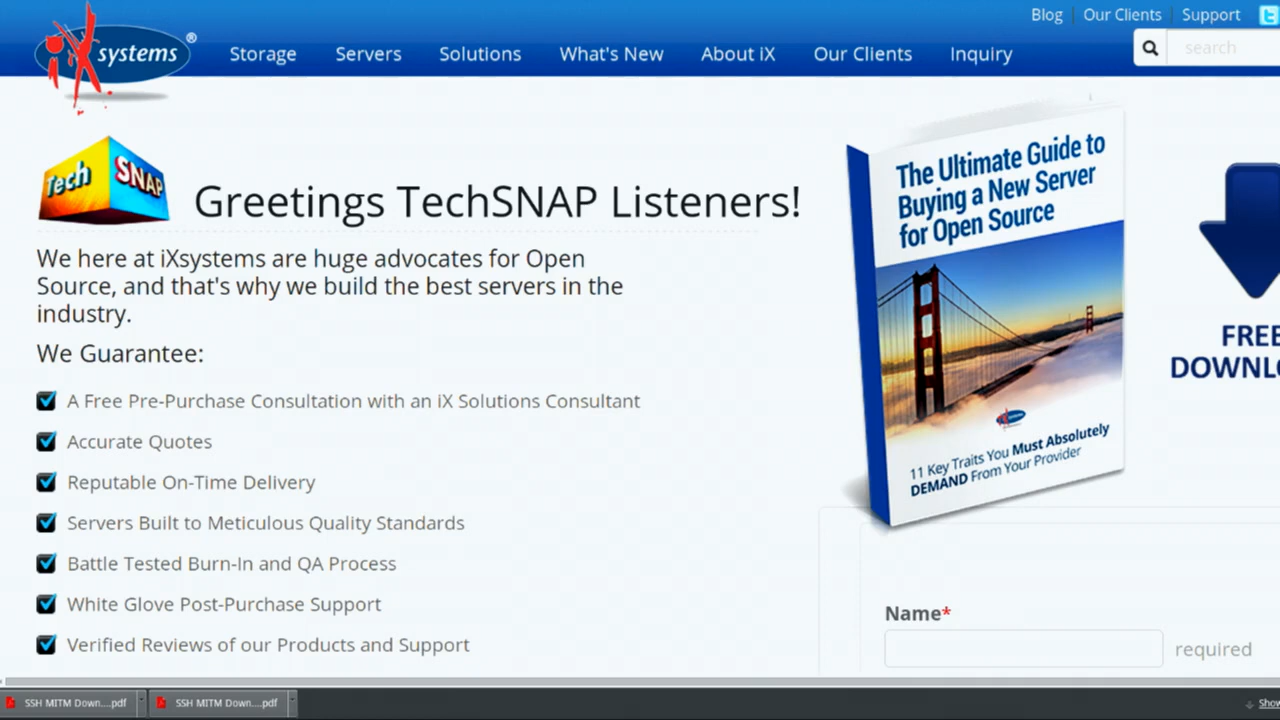 Blog
Our Clients
Support
iXsystems®
Storage
Servers
Solutions
What's New
About iX
Our Clients
Inquiry
search
Tech SNAP
Greetings TechSNAP Listeners!
We here at iXsystems are huge advocates for Open
Source, and that's why we build the best servers in the
industry.
We Guarantee:
A Free Pre-Purchase Consultation with an iX Solutions Consultant
Accurate Quotes
Reputable On-Time Delivery
Servers Built to Meticulous Quality Standards
Battle Tested Burn-In and QA Process
White Glove Post-Purchase Support
Verified Reviews of our Products and Support
The Ultimate Guide to
Buying a New Server
for Open Source
11 Key Traits You Must Absolutely
DEMAND From Your Provider
FREE
DOWNL
Name*
required
SSH MITM Down....pdf
SSH MITM Down....pdf
Show